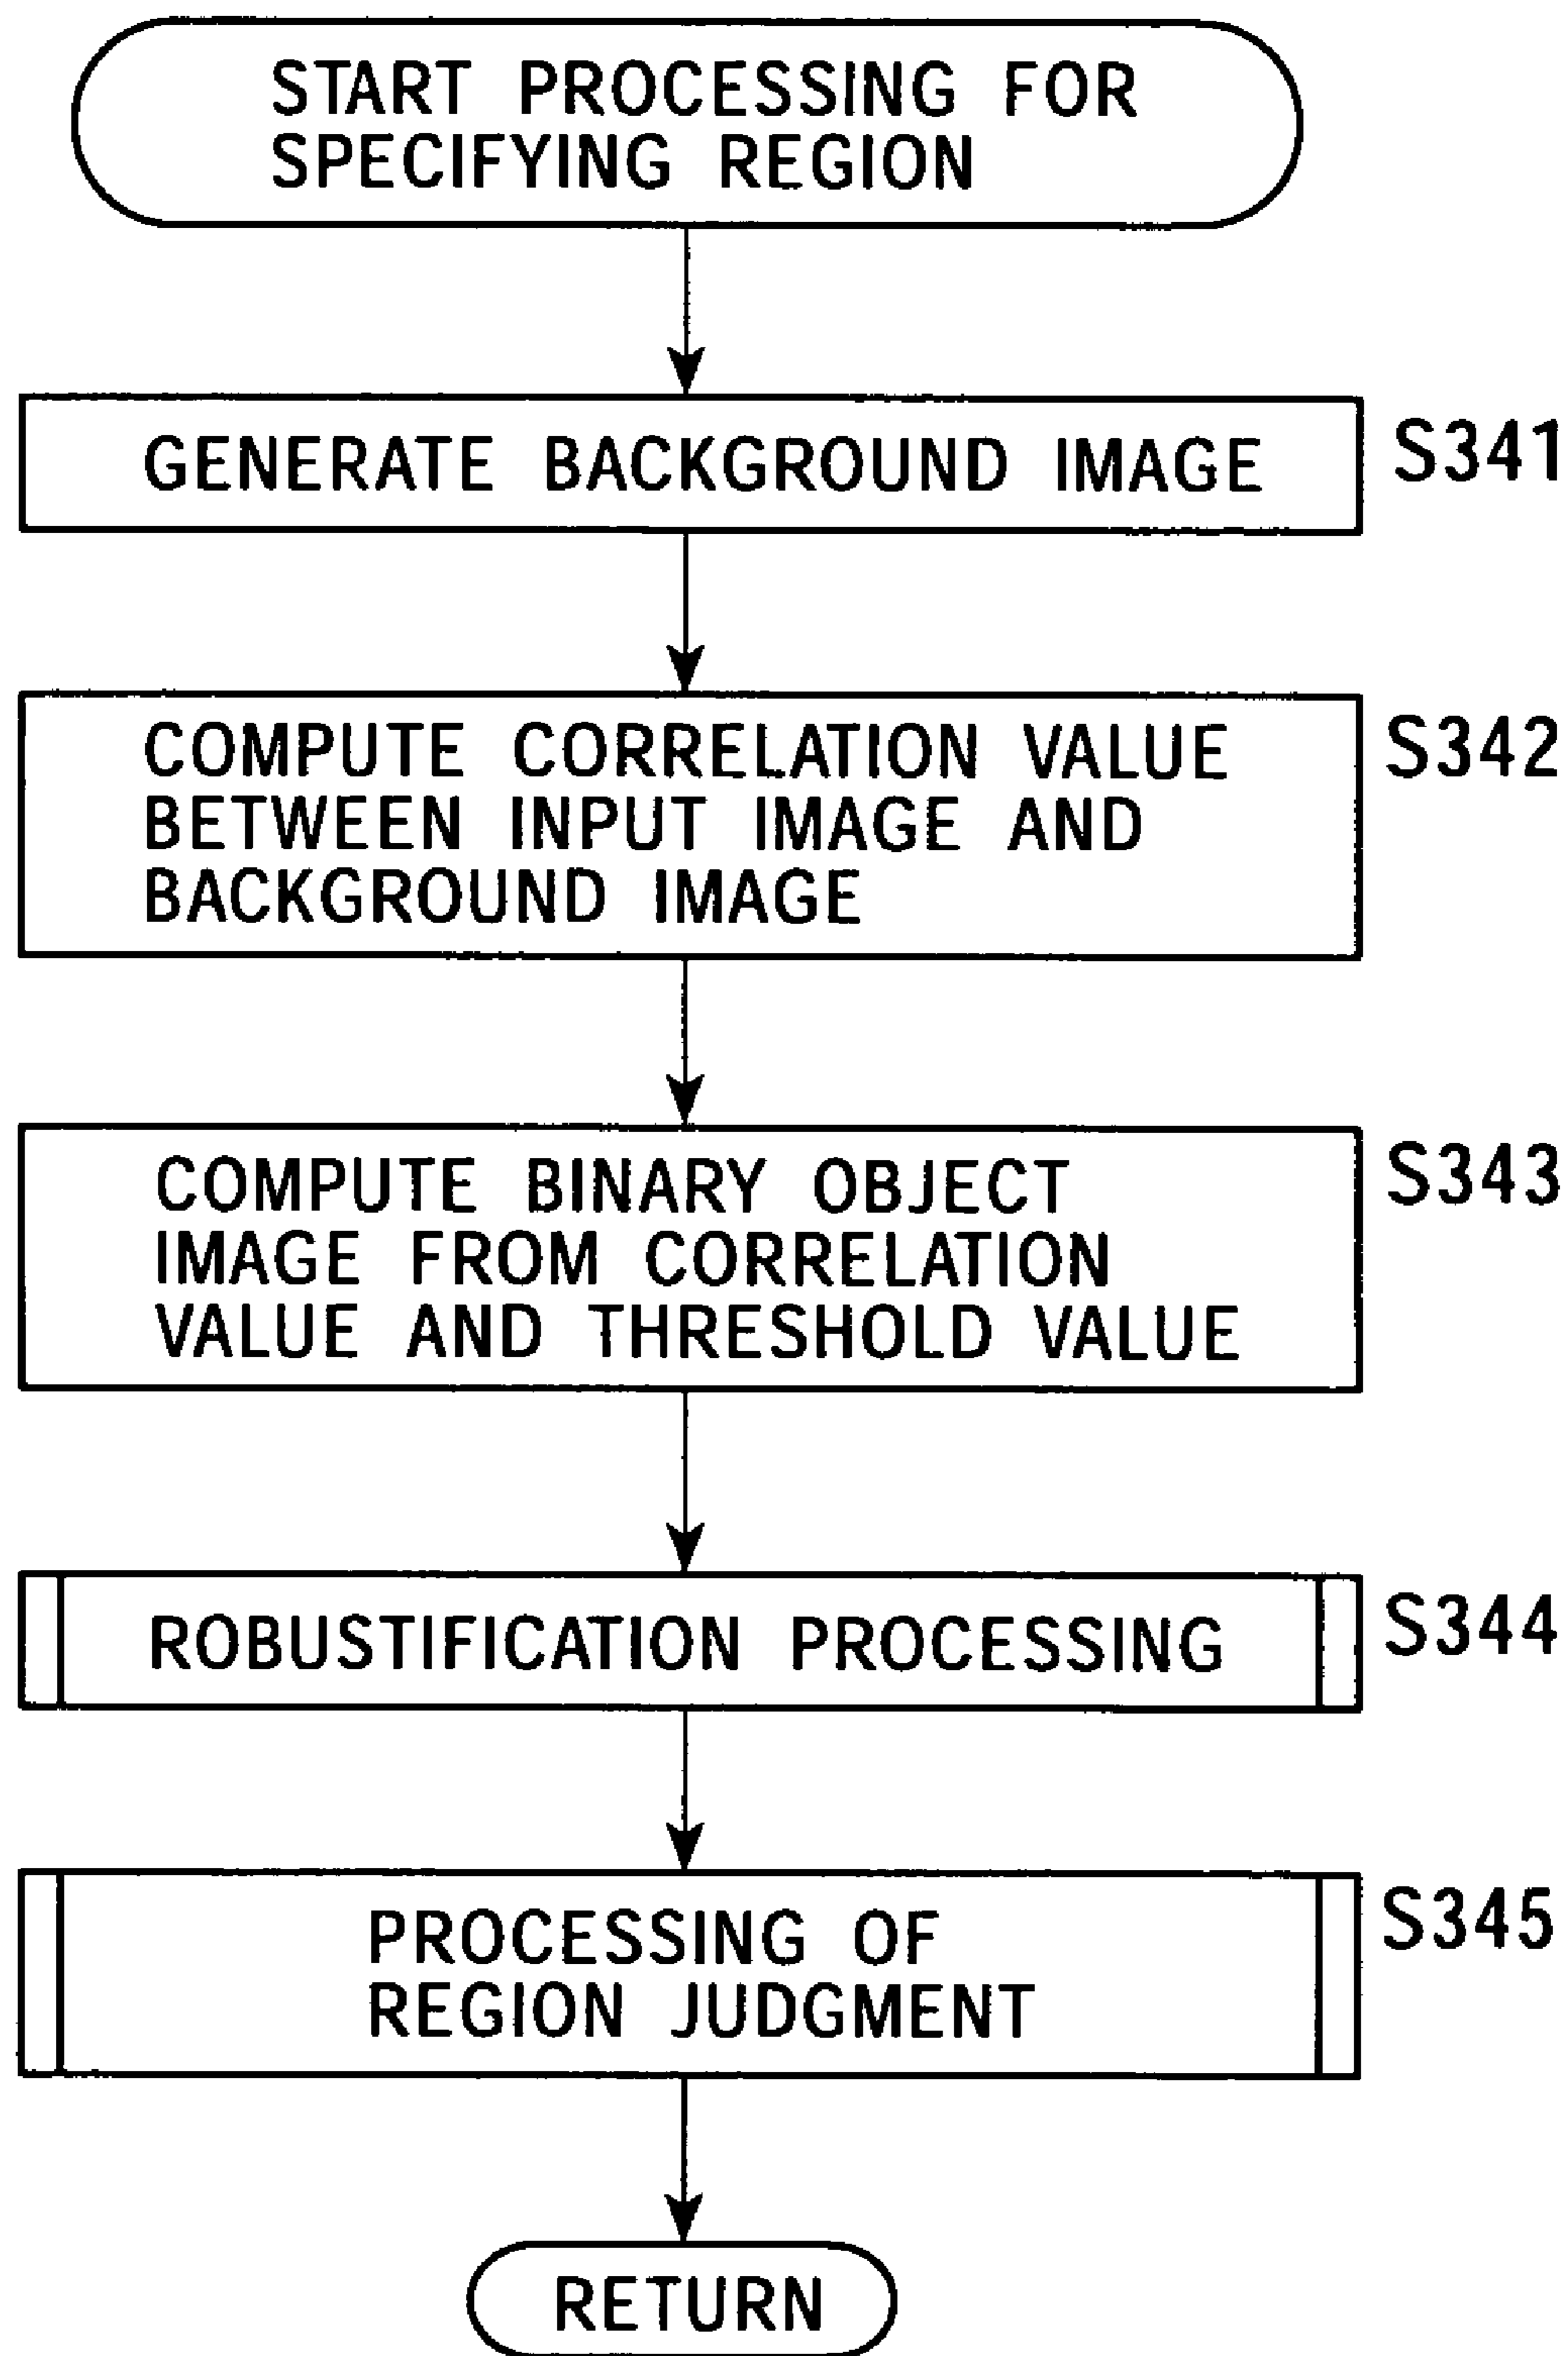 START PROCESSING FOR
SPECIFYING REGION
GENERATE BACKGROUND IMAGE
S341
COMPUTE CORRELATION VALUE
BETWEEN INPUT IMAGE AND
BACKGROUND IMAGE
S342
COMPUTE BINARY OBJECT
IMAGE FROM CORRELATION
VALUE AND THRESHOLD VALUE
S343
ROBUSTIFICATION PROCESSING
S344
PROCESSING OF
REGION JUDGMENT
S345
RETURN